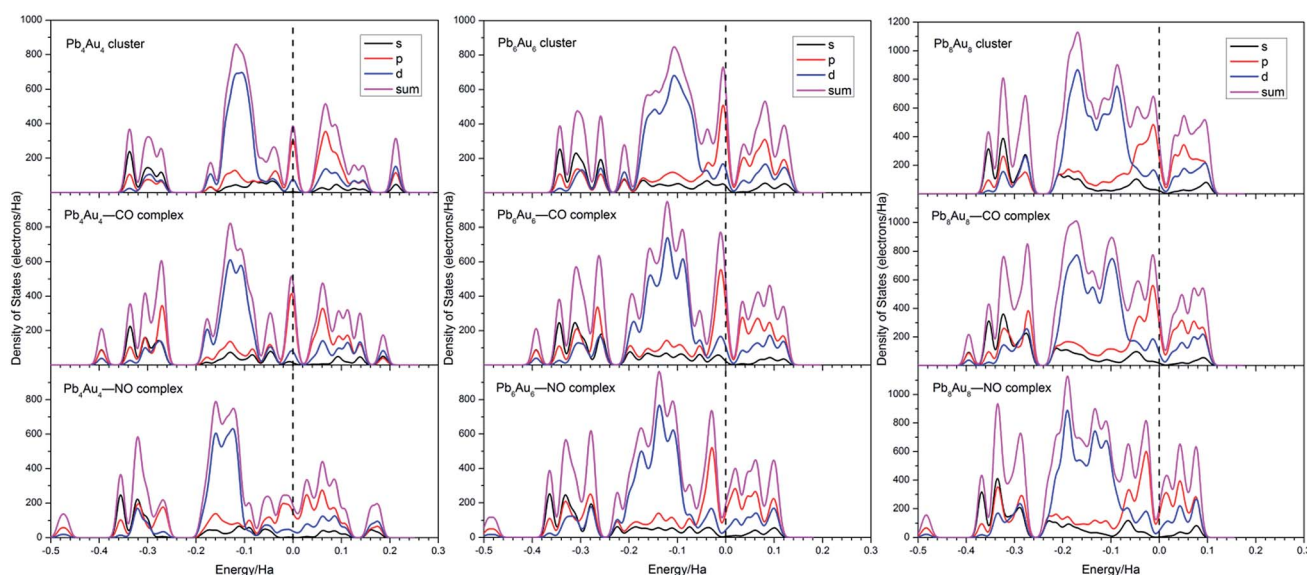 Density of States (electrons/Ha)
1000
800
600
400
200
Pb₄Au₄ cluster
s
p
d
sum
800
600
400
200
Pb₄Au₄—CO complex
800
600
400
200
0
Pb₄Au₄—NO complex
-0.5 -0.4 -0.3 -0.2 -0.1 0.0 0.1 0.2 0.3
Energy/Ha
Density of States (electrons/Ha)
1000
800
600
400
200
Pb₆Au₆ cluster
s
p
d
sum
800
600
400
200
Pb₆Au₆—CO complex
800
600
400
200
0
Pb₆Au₆—NO complex
-0.5 -0.4 -0.3 -0.2 -0.1 0.0 0.1 0.2 0.3
Energy/Ha
Density of States (electrons/Ha)
1200
1000
800
600
400
200
Pb₈Au₈ cluster
s
p
d
sum
1000
800
600
400
200
0
Pb₈Au₈—CO complex
1000
800
600
400
200
0
Pb₈Au₈—NO complex
-0.4 -0.3 -0.2 -0.1 0.0 0.1 0.2 0.3
Energy/Ha